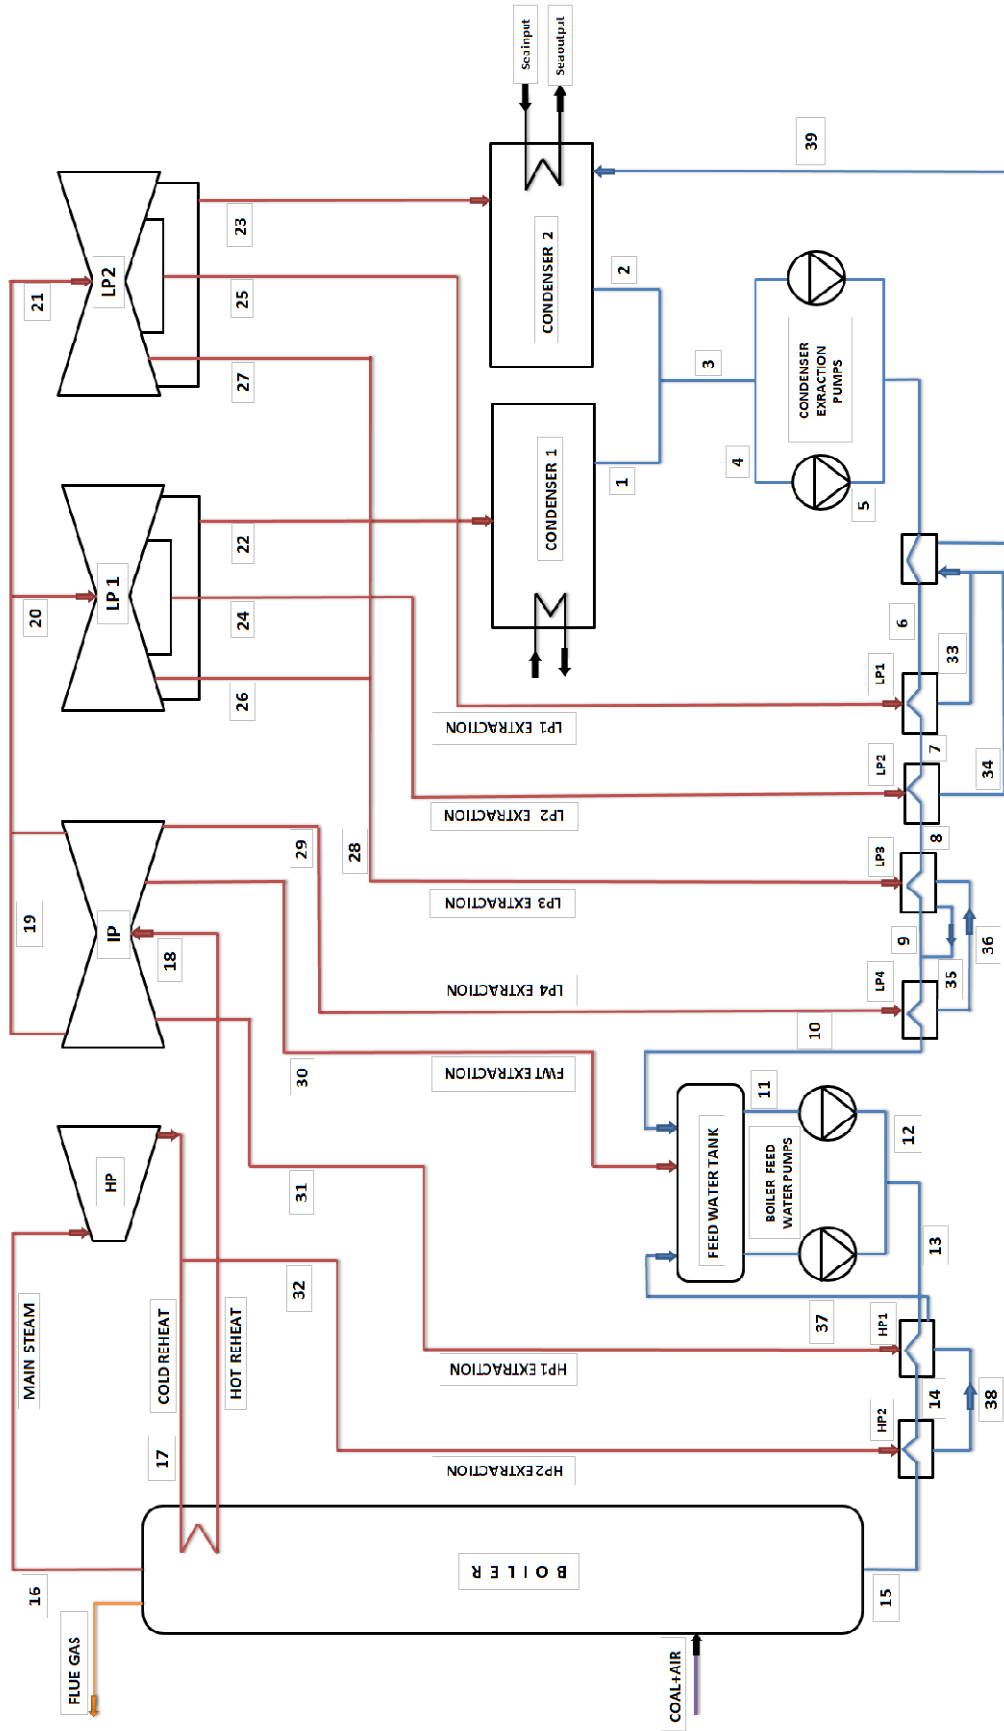 FLUE GAS
16
MAIN STEAM
HP
17
COLD REHEAT
HOT REHEAT
32
31
30
19
IP
18
29
28
20
LP 1
26
24
22
21
LP2
27
25
23
Seainput
Seaoutput
BOILER
HP2 EXTRACTION
HP1 EXTRACTION
FWT EXTRACTION
LP4 EXTRACTION
LP3 EXTRACTION
LP2 EXTRACTION
LP1 EXTRACTION
CONDENSER 1
CONDENSER 2
1
2
3
39
COAL+AIR
FEED WATER TANK
11
BOILER FEED
WATER PUMPS
10
4
CONDENSER
EXRACTION
PUMPS
5
37
12
15
HP2
HP1
13
14
38
LP4
LP3
LP2
LP1
9
8
7
6
35
36
34
33